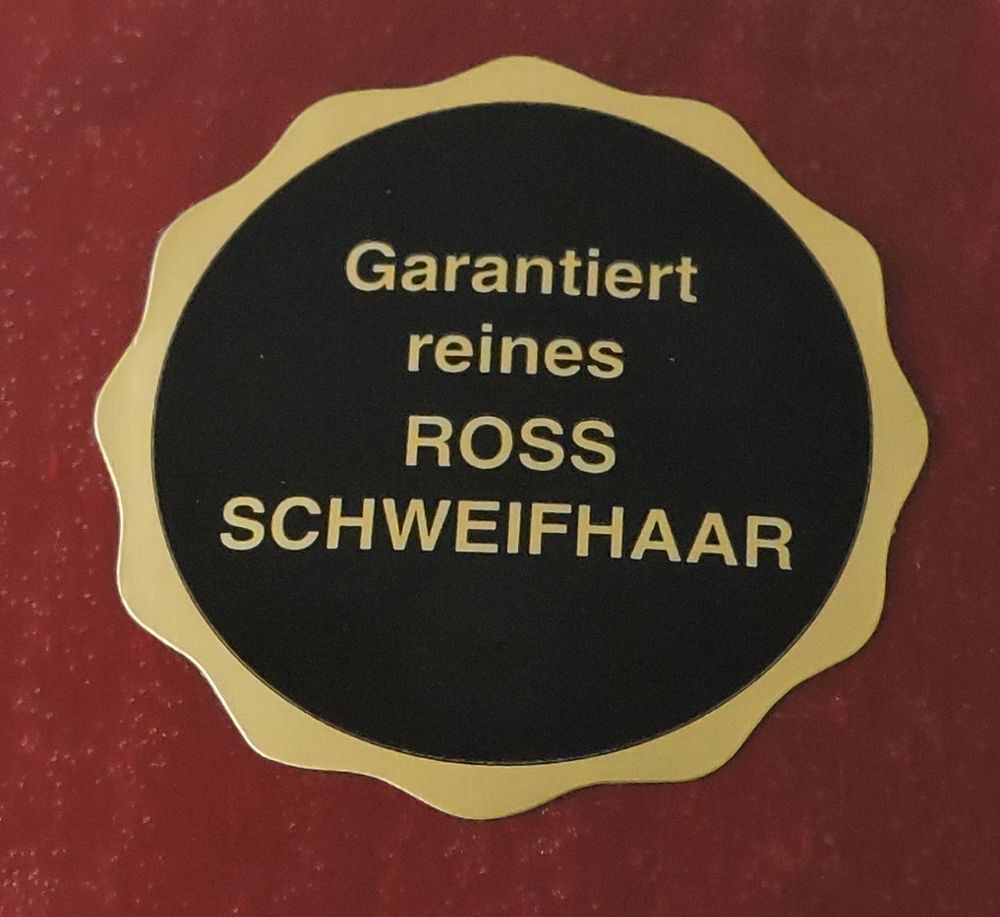 Garantiert
reines
ROSS
SCHWEIFHAAR